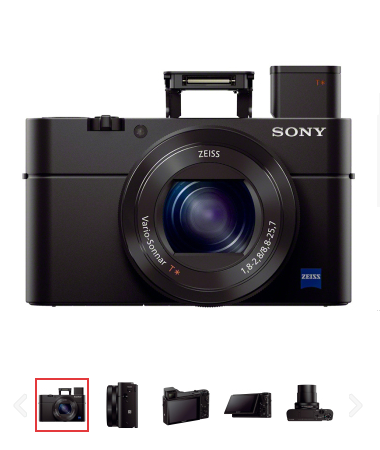 T*
SONY
ZEISS
Vario-Sonnar T* 1,8-2,8/8,8-25,7
ZEISS